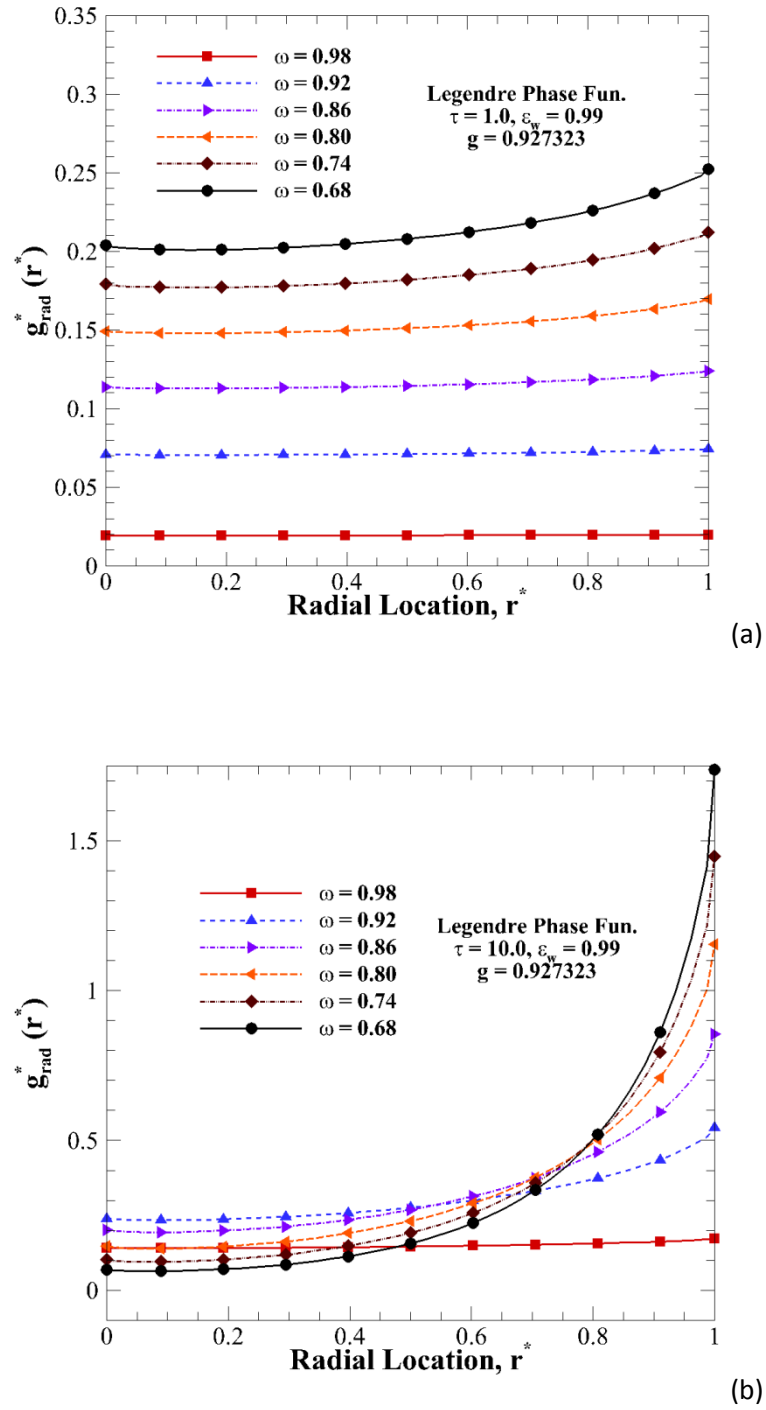 0.35
0.3
0.25
0.2
0.15
0.1
0.05
0
g*rad (r*)
ω = 0.98
ω = 0.92
ω = 0.86
ω = 0.80
ω = 0.74
ω = 0.68
Legendre Phase Fun.
τ = 1.0, εw = 0.99
g = 0.927323
0 0.2 0.4 0.6 0.8 1
Radial Location, r*
(a)
1.5
1
0.5
0
g*rad (r*)
ω = 0.98
ω = 0.92
ω = 0.86
ω = 0.80
ω = 0.74
ω = 0.68
Legendre Phase Fun.
τ = 10.0, εw = 0.99
g = 0.927323
0 0.2 0.4 0.6 0.8 1
Radial Location, r*
(b)